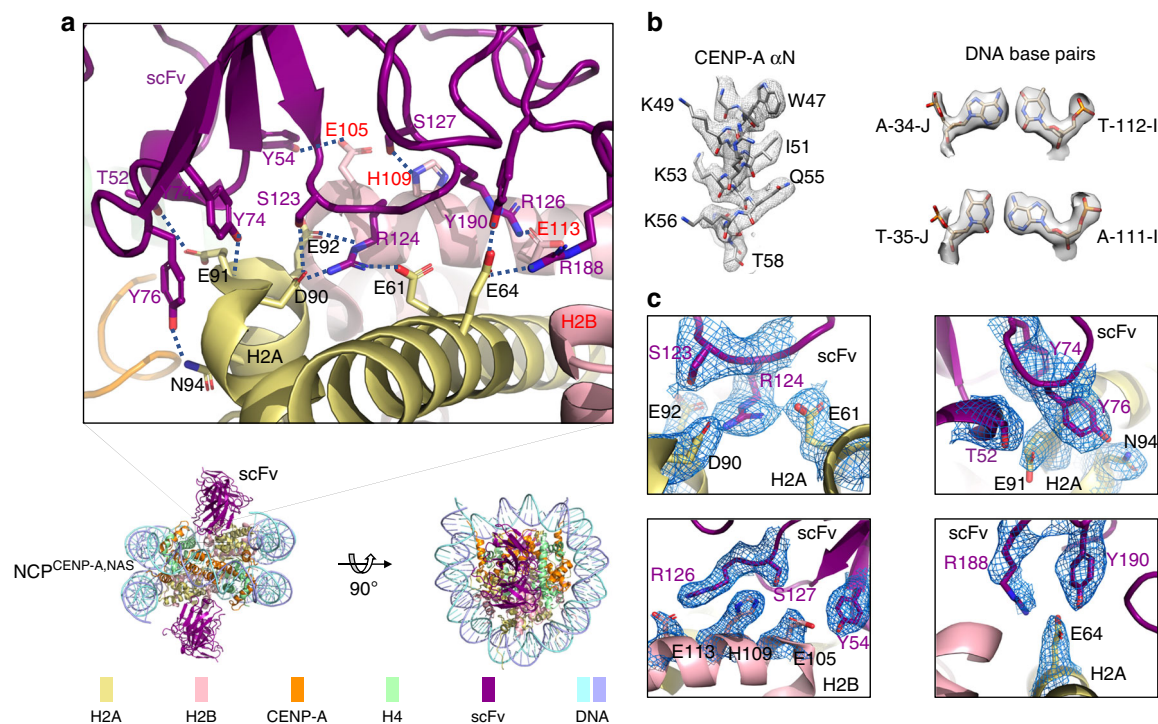 a
scFv
Y54
E105
S127
T52
S123
H109
Y74
Y190
R126
E92
R124
E113
E91
R188
Y76
D90
E61
E64
H2A
H2B
N94
scFv
NCP^CENP-A,NAS
90°
H2A
H2B
CENP-A
H4
scFv
DNA
b
CENP-A αN
DNA base pairs
K49
W47
A-34-J
T-112-I
I51
K53
Q55
K56
T58
T-35-J
A-111-I
c
S123
scFv
R124
E92
E61
D90
H2A
scFv
Y74
Y76
T52
N94
E91
H2A
scFv
R126
S127
Y54
E113
H109
E105
H2B
scFv
R188
Y190
E64
H2A